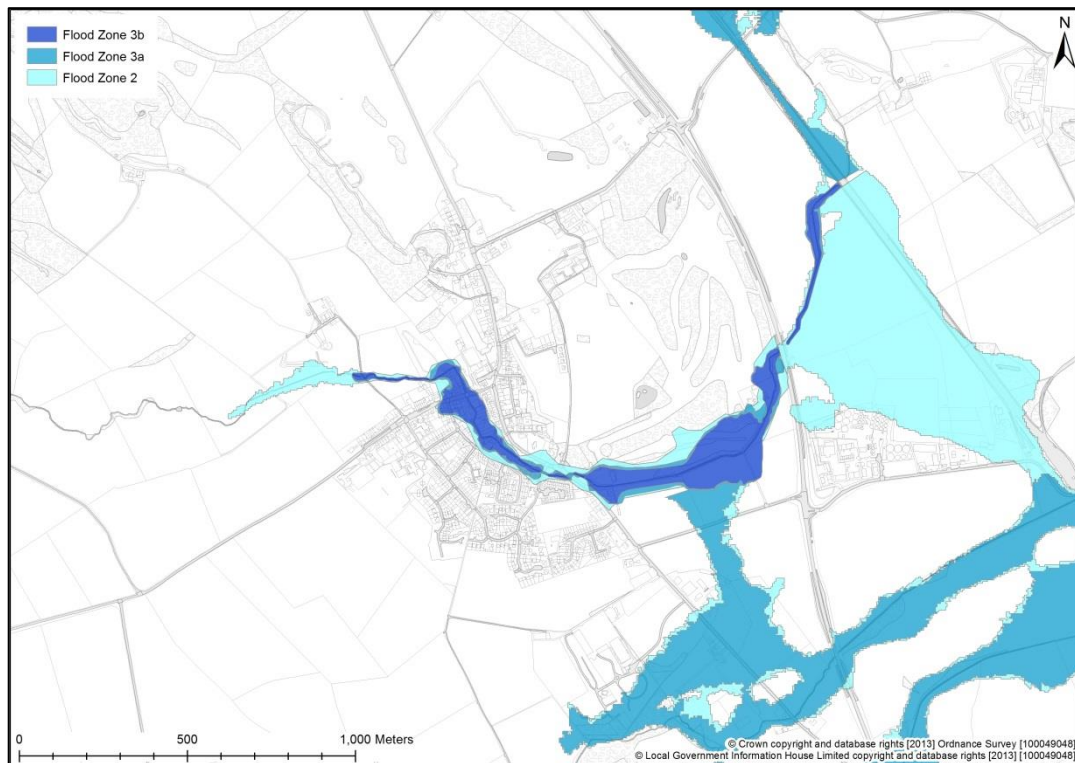 Flood Zone 3b
Flood Zone 3a
Flood Zone 2
N
0 500 1,000 Meters
© Crown copyright and database rights [2013] Ordnance Survey [100049048]
© Local Government Information House Limited copyright and database rights [2013] [100049048]